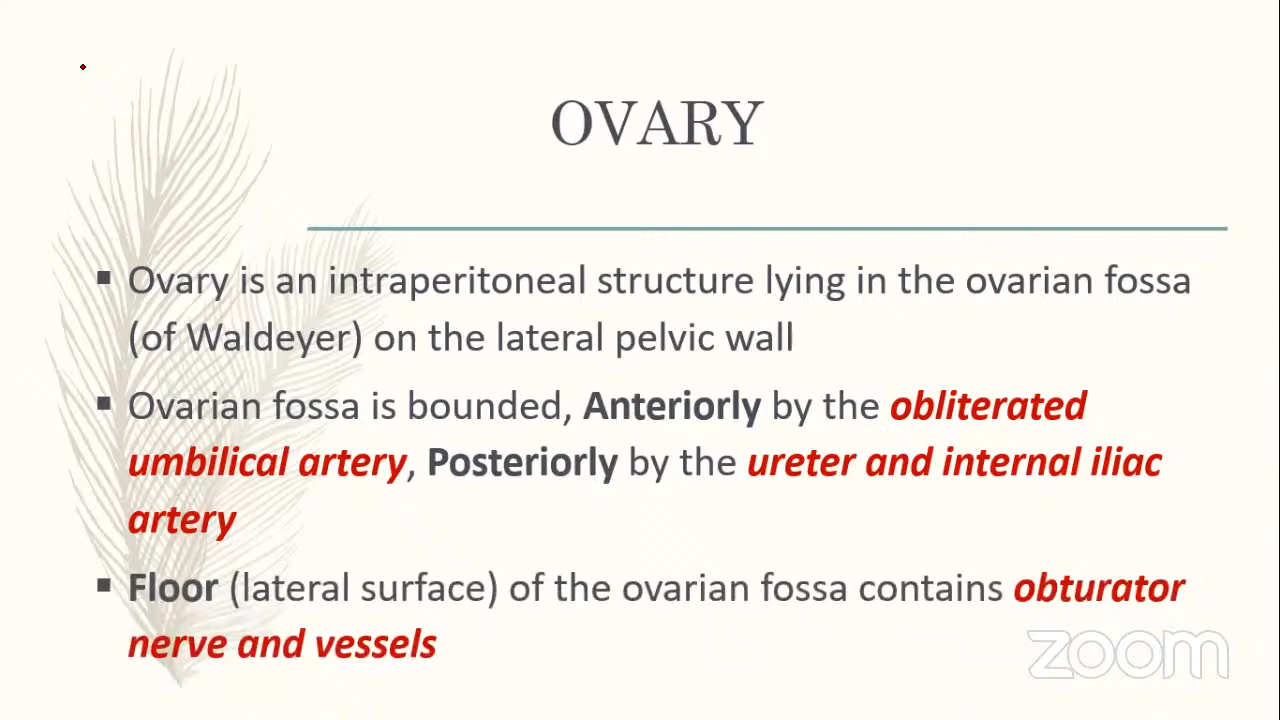 OVARY
▪ Ovary is an intraperitoneal structure lying in the ovarian fossa
(of Waldeyer) on the lateral pelvic wall
▪ Ovarian fossa is bounded, Anteriorly by the obliterated
umbilical artery, Posteriorly by the ureter and internal iliac
artery
▪ Floor (lateral surface) of the ovarian fossa contains obturator
nerve and vessels
zoom